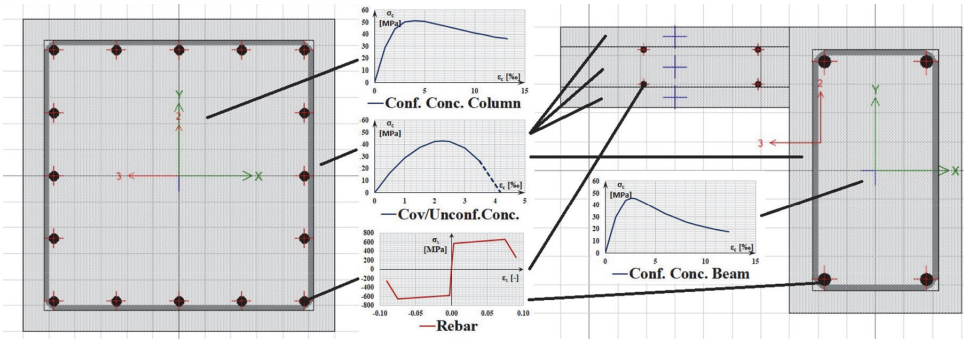 60
50
40
30
20
10
0
σc
[MPa]
εc [‰]
0 5 10 15
Conf. Conc. Column
60
50
40
30
20
10
0
σc
[MPa]
εc [‰]
0 1 2 3 4 5
Cov/Unconf.Conc.
800
600
400
200
0
-200
-400
-600
-800
σs
[MPa]
εs [-]
-0.10 -0.05 0.00 0.05 0.10
Rebar
Y
2
3
X
2
Y
3
X
60
50
40
30
20
10
0
σc
[MPa]
εc [‰]
0 5 10 15
Conf. Conc. Beam